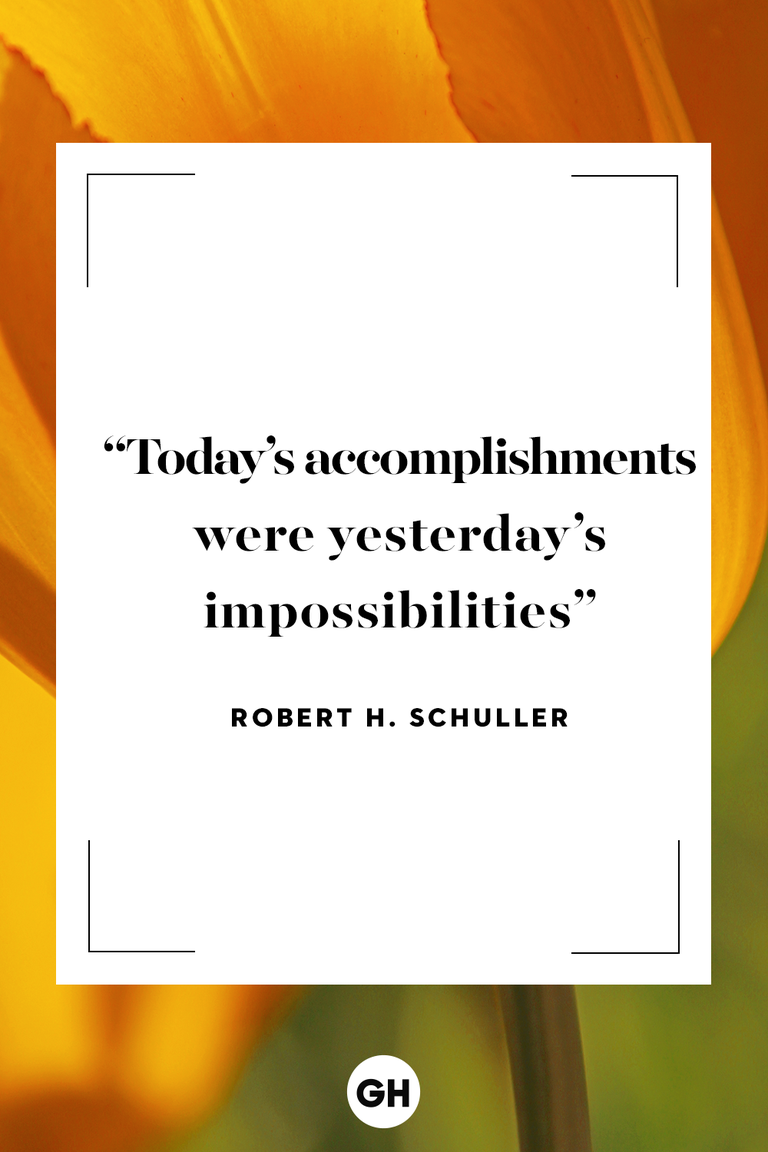 “Today’s accomplishments
were yesterday’s
impossibilities”
ROBERT H. SCHULLER
GH